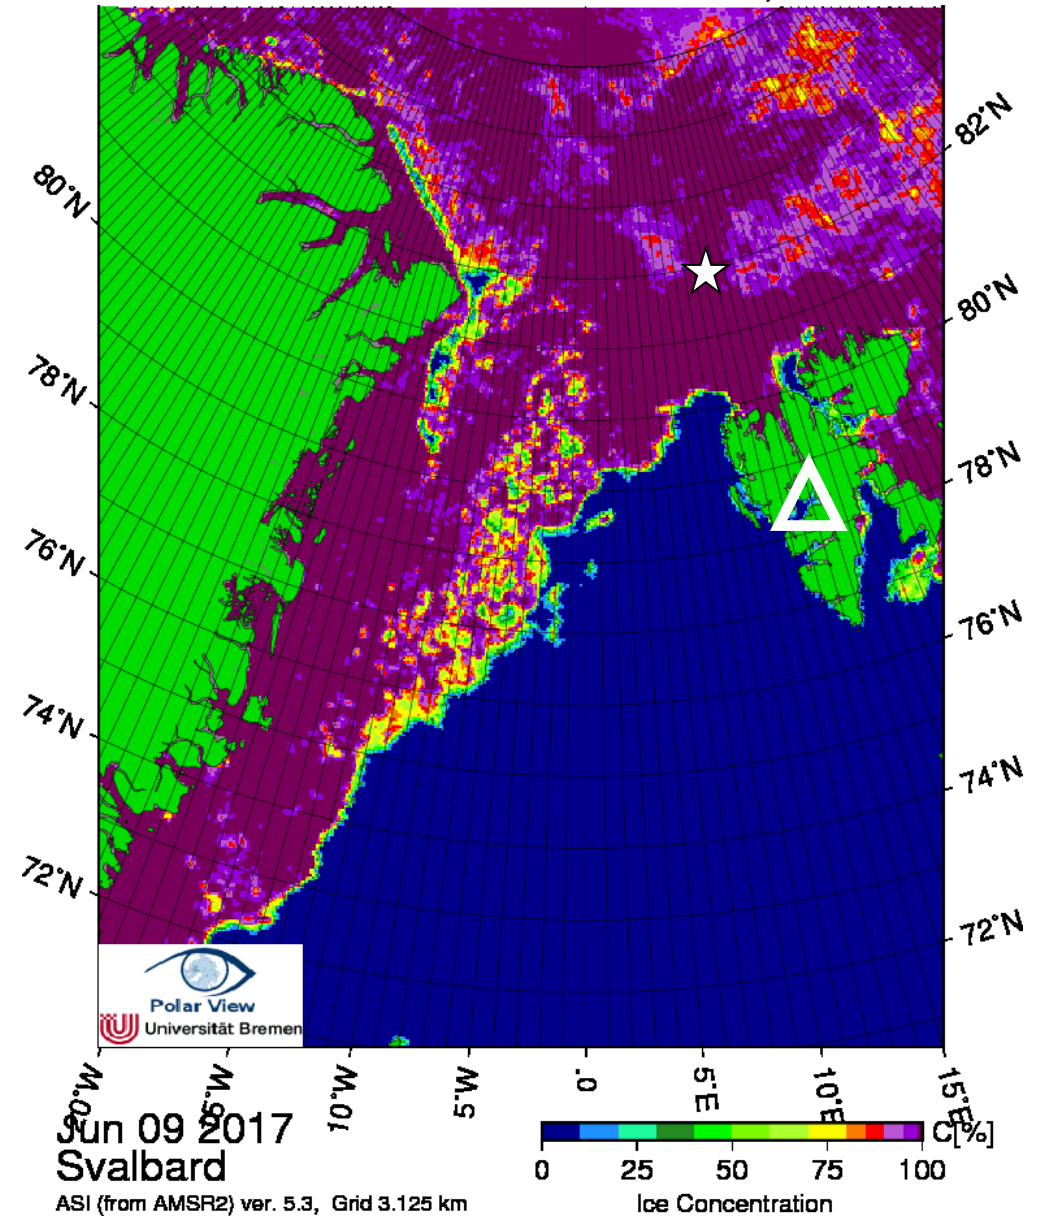 82°N
80°N
80°N
78°N
78°N
76°N
76°N
74°N
74°N
72°N
72°N
Polar View
Universität Bremen
20°W
15°W
10°W
5°W
0°
5°E
10°E
15°E
Jun 09 2017
Svalbard
ASI (from AMSR2) ver. 5.3, Grid 3.125 km
C[%]
0 25 50 75 100
Ice Concentration